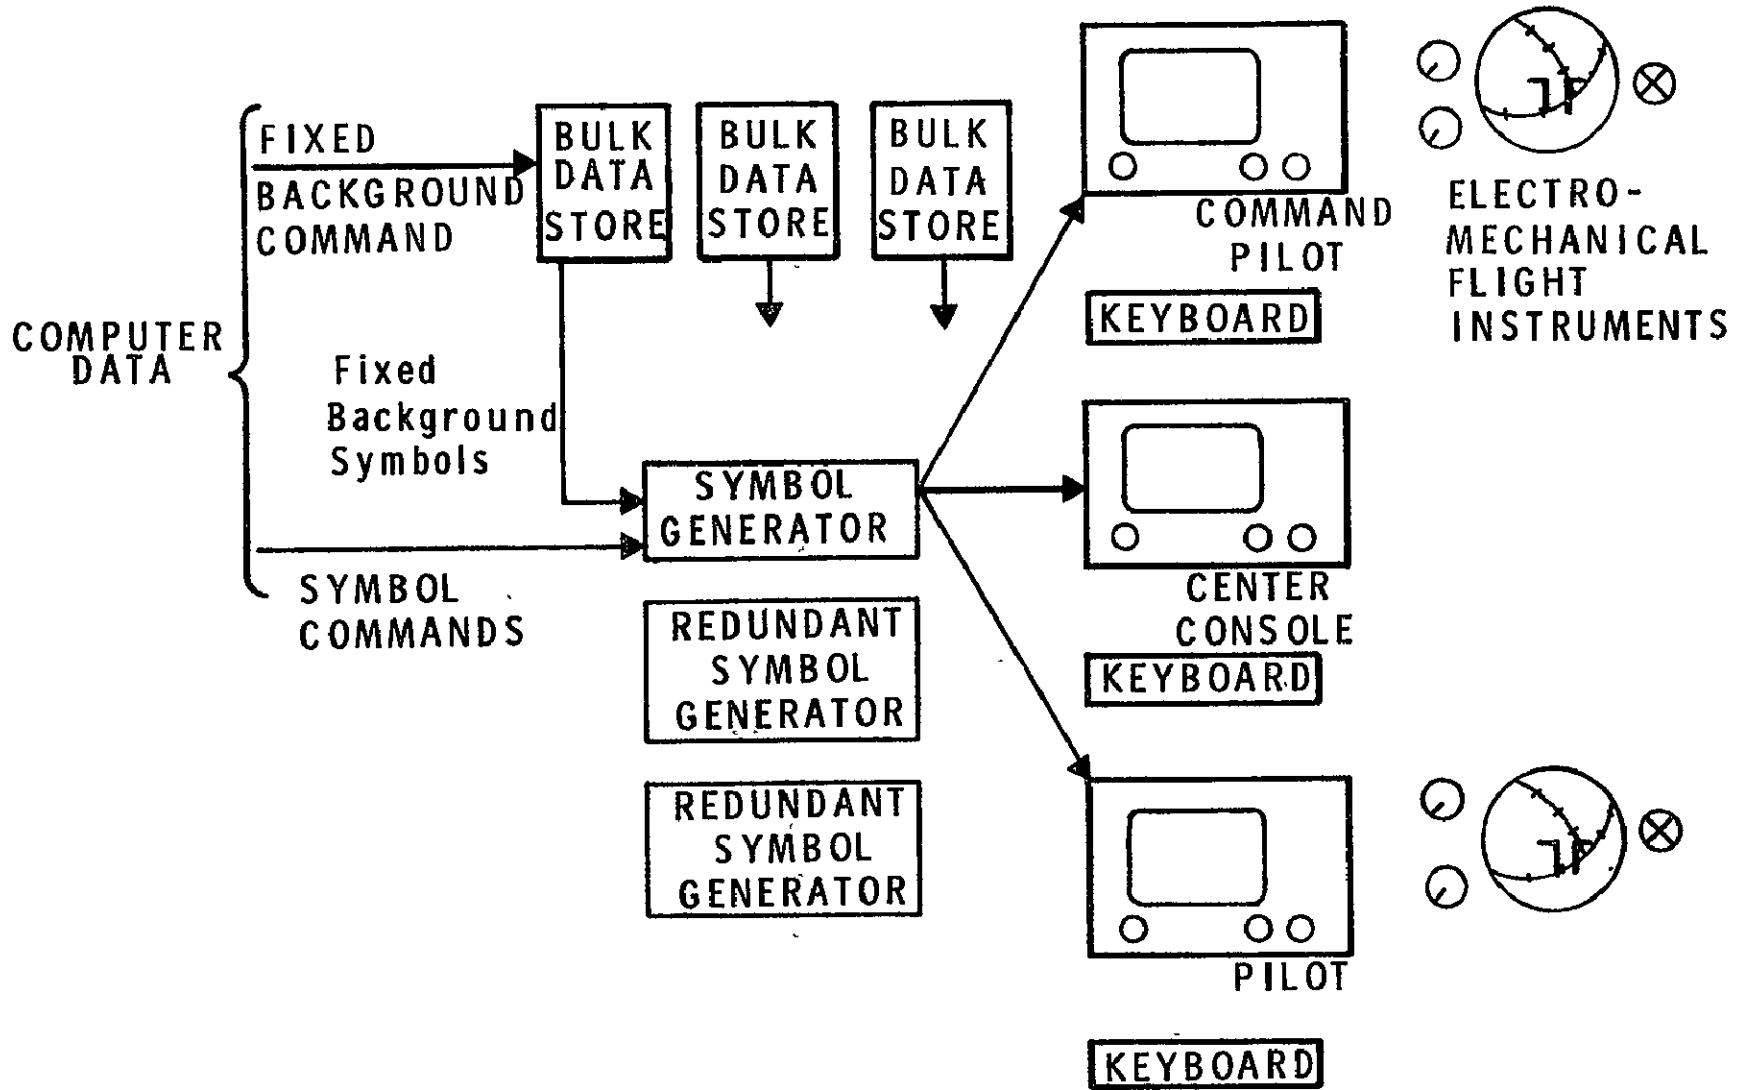 COMPUTER
DATA
FIXED
BACKGROUND
COMMAND
Fixed
Background
Symbols
SYMBOL
COMMANDS
BULK
DATA
STORE
BULK
DATA
STORE
BULK
DATA
STORE
SYMBOL
GENERATOR
REDUNDANT
SYMBOL
GENERATOR
REDUNDANT
SYMBOL
GENERATOR
COMMAND
PILOT
KEYBOARD
CENTER
CONSOLE
KEYBOARD
PILOT
KEYBOARD
ELECTRO-
MECHANICAL
FLIGHT
INSTRUMENTS